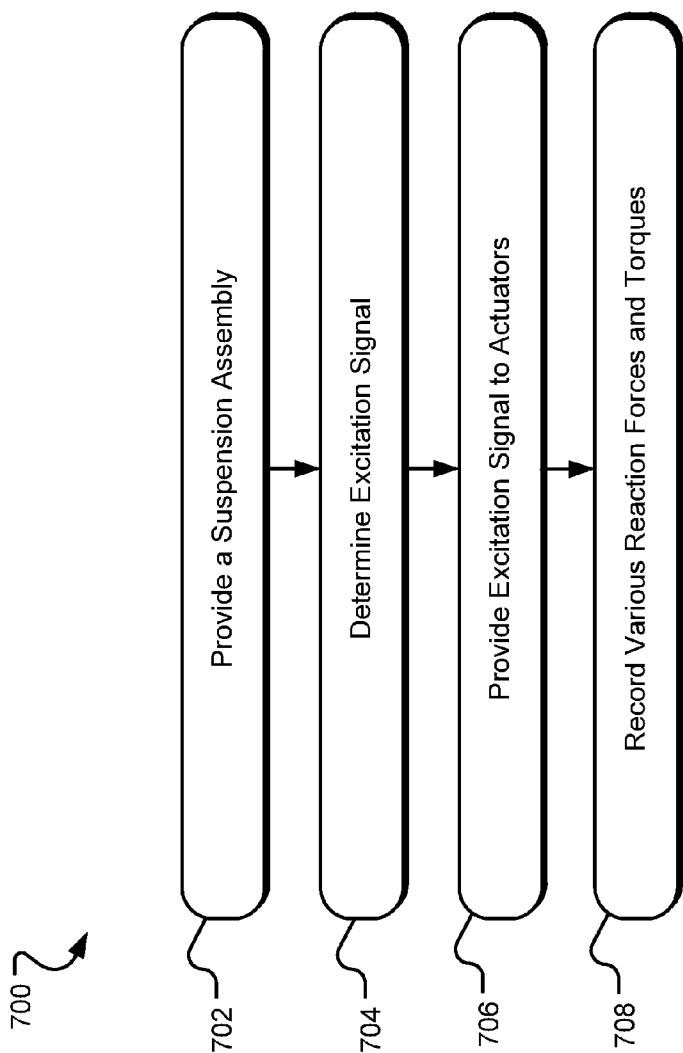 700
702
Provide a Suspension Assembly
704
Determine Excitation Signal
706
Provide Excitation Signal to Actuators
708
Record Various Reaction Forces and Torques